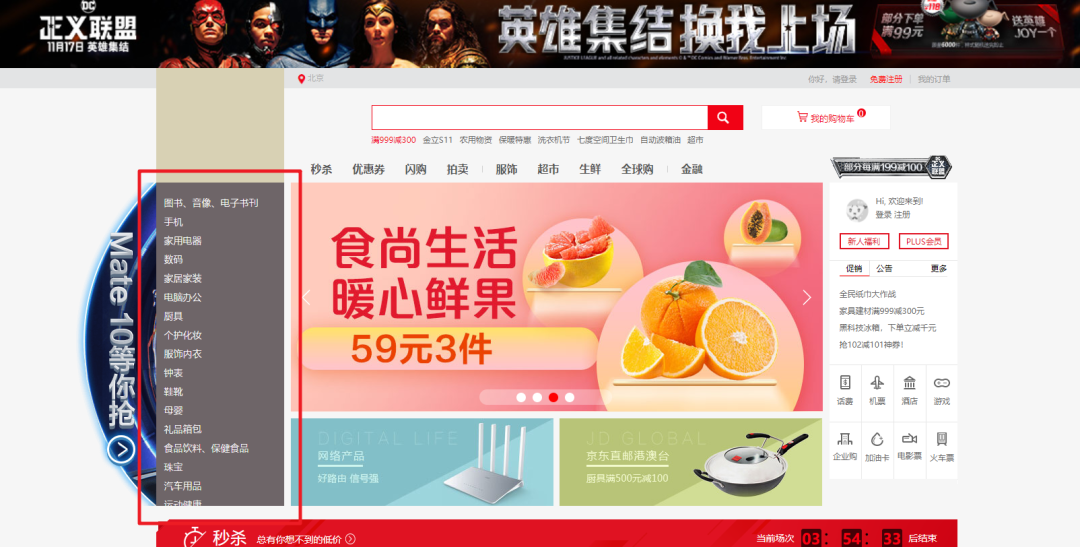 DC
正义联盟
11月17日 英雄集结
英雄集结换我上场
部分下单
满99元
送英雄
JOY一个
北京
你好，请登录 免费注册 我的订单
我的购物车 0
满999减300 金立S11 农用物资 保暖特惠 洗衣机节 七度空间卫生巾 自动波箱油 超市
秒杀 优惠券 闪购 拍卖 服饰 超市 生鲜 全球购 金融
部分每满199减100
正义
联盟
图书、音像、电子书刊
手机
家用电器
数码
家居家装
电脑办公
厨具
个护化妆
服饰内衣
钟表
鞋靴
母婴
礼品箱包
食品饮料、保健食品
珠宝
汽车用品
运动健康
Mate 10等你抢
食尚生活
暖心鲜果
59元3件
Hi, 欢迎来到!
登录 注册
新人福利 PLUS会员
促销 公告 更多
全民纸巾大作战
家具建材满999减300元
黑科技冰箱，下单立减千元
抢102减101神券!
话费 机票 酒店 游戏
企业购 加油卡 电影票 火车票
DIGITAL LIFE
网络产品
好路由 信号强
JD GLOBAL
京东直邮港澳台
厨具满500元减100
秒杀 总有你想不到的低价
当前场次 03 : 54 : 33 后结束